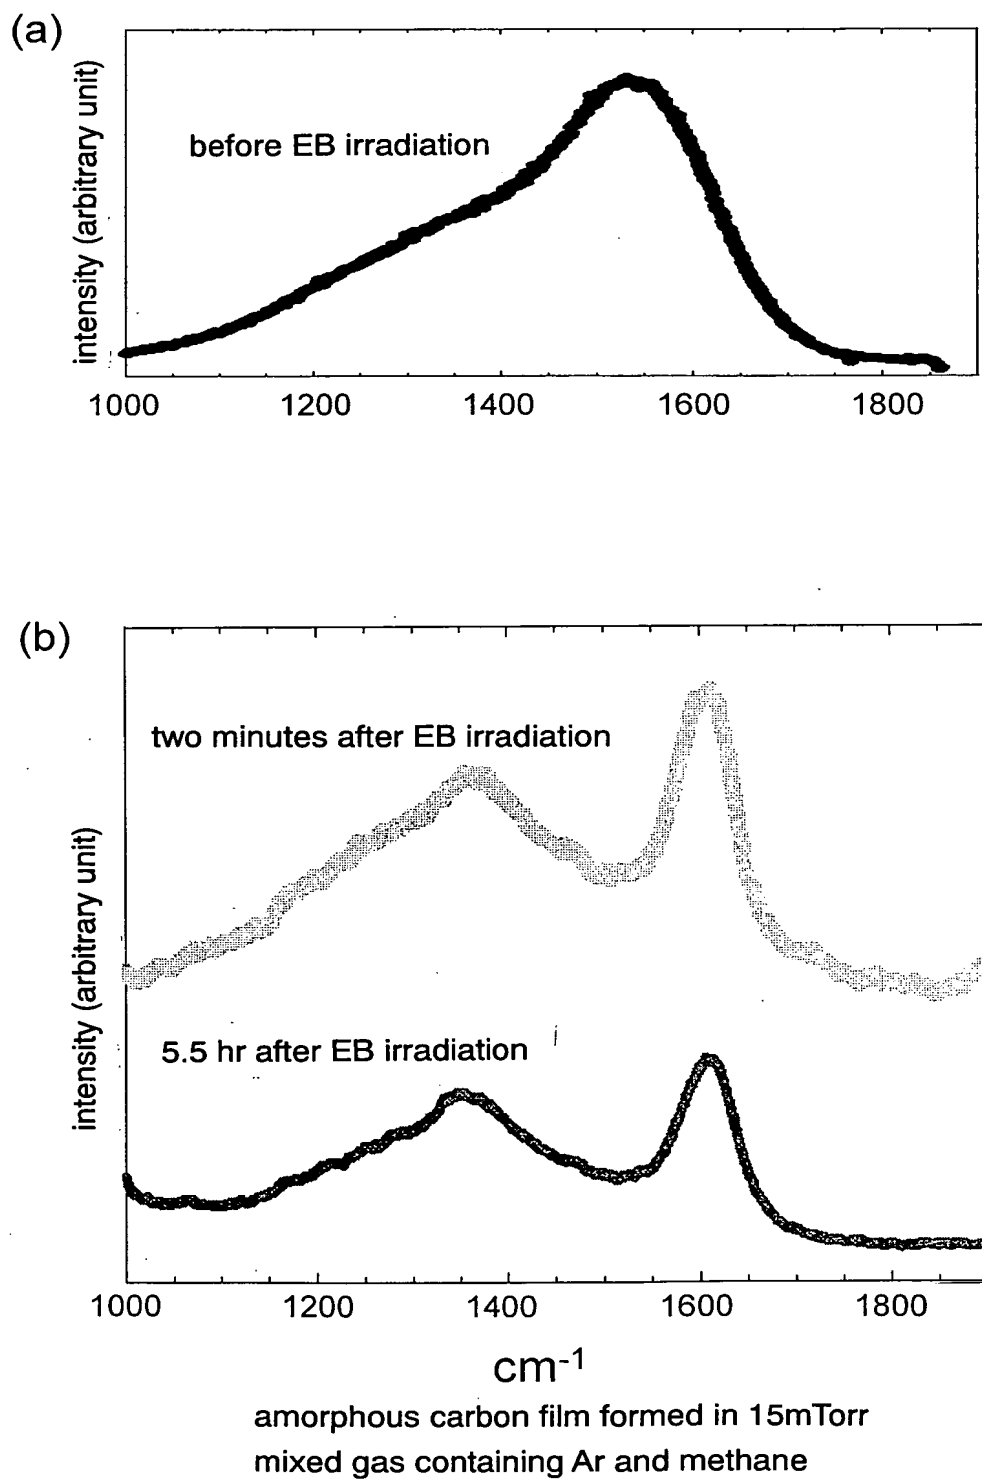 (a)
intensity (arbitrary unit)
before EB irradiation
1000 1200 1400 1600 1800
(b)
intensity (arbitrary unit)
two minutes after EB irradiation
5.5 hr after EB irradiation
1000 1200 1400 1600 1800
cm-1
amorphous carbon film formed in 15mTorr
mixed gas containing Ar and methane